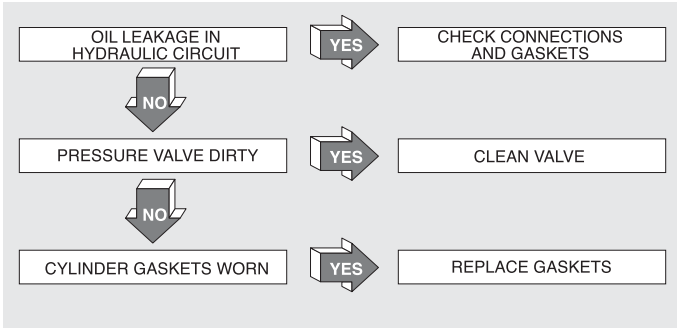 OIL LEAKAGE IN
HYDRAULIC CIRCUIT
YES
CHECK CONNECTIONS
AND GASKETS
NO
PRESSURE VALVE DIRTY
YES
CLEAN VALVE
NO
CYLINDER GASKETS WORN
YES
REPLACE GASKETS